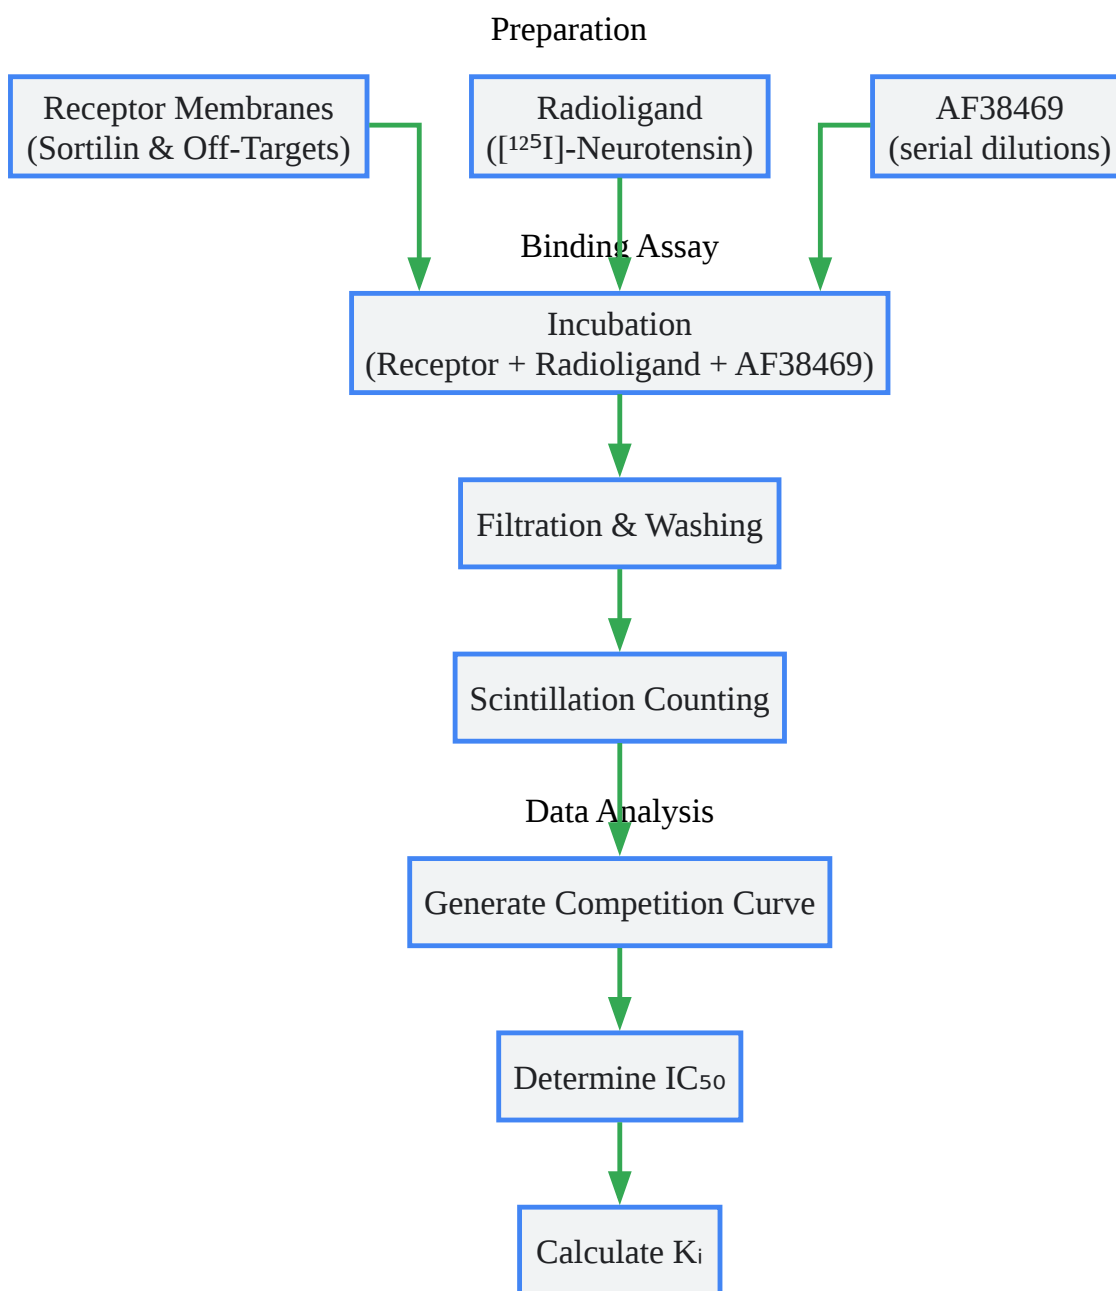 Preparation
Receptor Membranes
(Sortilin & Off-Targets)
Radioligand
([¹²⁵I]-Neurotensin)
AF38469
(serial dilutions)
Binding Assay
Incubation
(Receptor + Radioligand + AF38469)
Filtration & Washing
Scintillation Counting
Data Analysis
Generate Competition Curve
Determine IC₅₀
Calculate Kᵢ